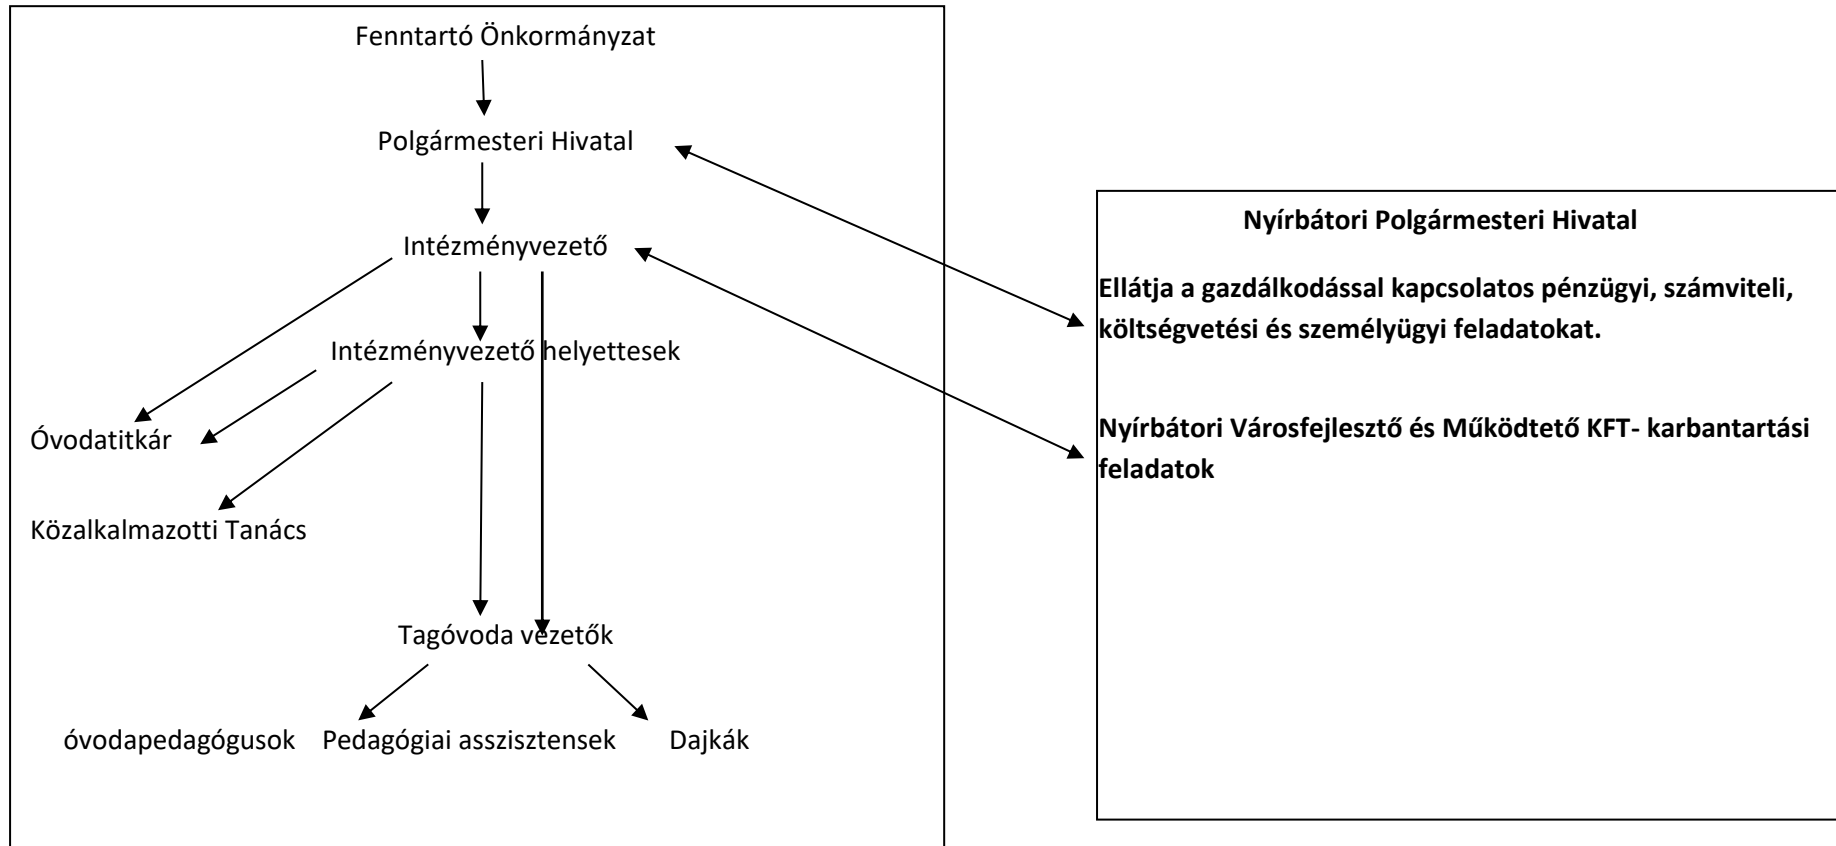 Fenntartó Önkormányzat
Polgármesteri Hivatal
Intézményvezető
Intézményvezető helyettesek
Óvodatitkár
Közalkalmazotti Tanács
Tagóvoda vezetők
óvodapedagógusok Pedagógiai asszisztensek Dajkák
Nyírbátori Polgármesteri Hivatal
Ellátja a gazdálkodással kapcsolatos pénzügyi, számviteli,
költségvetési és személyügyi feladatokat.
Nyírbátori Városfejlesztő és Működtető KFT- karbantartási
feladatok